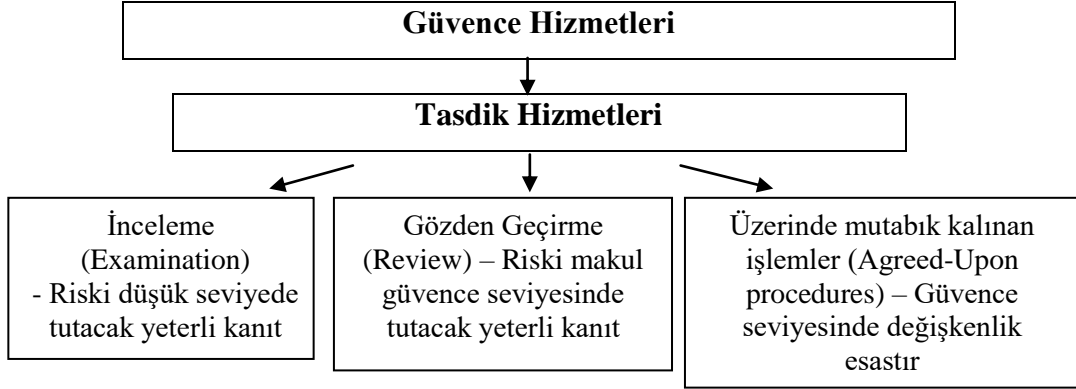 Güvence Hizmetleri
Tasdik Hizmetleri
İnceleme
(Examination)
- Riski düşük seviyede
tutacak yeterli kanıt
Gözden Geçirme
(Review) – Riski makul
güvence seviyesinde
tutacak yeterli kanıt
Üzerinde mutabık kalınan
işlemler (Agreed-Upon
procedures) – Güvence
seviyesinde değişkenlik
esastır